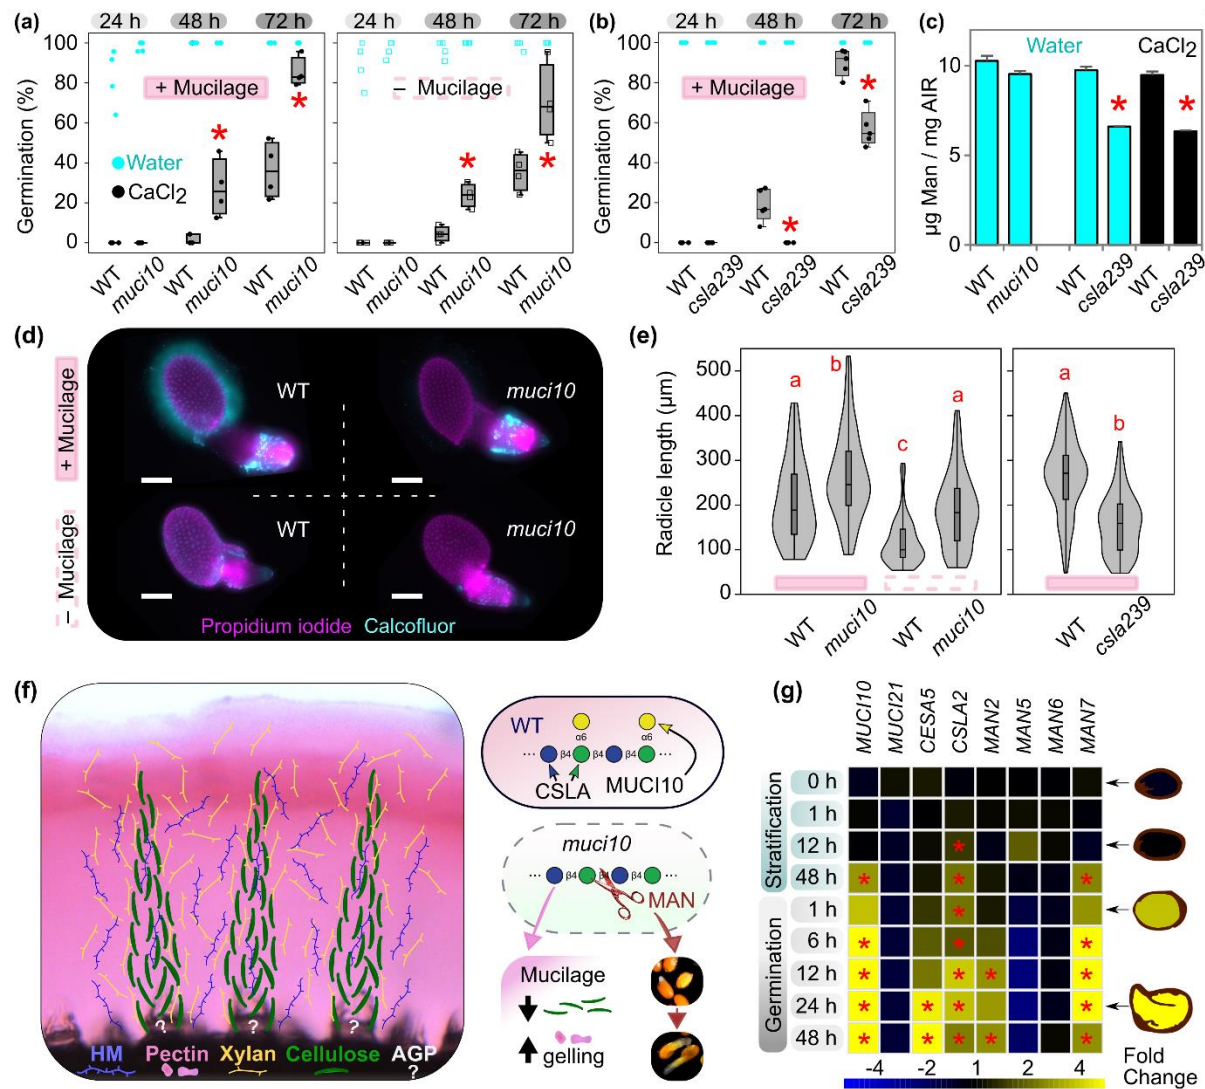 (a) 24 h 48 h 72 h 24 h 48 h 72 h
Germination (%)
100
80
60
40
20
0
+ Mucilage
– Mucilage
Water
CaCl2
WT muci10 WT muci10 WT muci10 WT muci10 WT muci10 WT muci10
(b) 24 h 48 h 72 h
Germination (%)
100
80
60
40
20
0
+ Mucilage
WT csla239 WT csla239 WT csla239
(c)
µg Man / mg AIR
10
5
0
Water CaCl2
* *
WT muci10 WT csla239 WT csla239
(d)
+ Mucilage
– Mucilage
WT muci10
WT muci10
Propidium iodide Calcofluor
(e)
Radicle length (µm)
500
400
300
200
100
0
a b c a a b
WT muci10 WT muci10 WT csla239
(f)
? ? ?
HM Pectin Xylan Cellulose AGP
?
WT
α6 α6
··· β4 β4 β4 ···
CSLA MUCI10
muci10
··· β4 β4 β4 ···
MAN
Mucilage
gelling
(g)
MUCI10 MUCI21 CESA5 CSLA2 MAN2 MAN5 MAN6 MAN7
Stratification
0 h
1 h
12 h *
48 h * * *
Germination
1 h *
6 h * * *
12 h * * * *
24 h * * * *
48 h * * * * *
-4 -2 1 2 4
Fold
Change